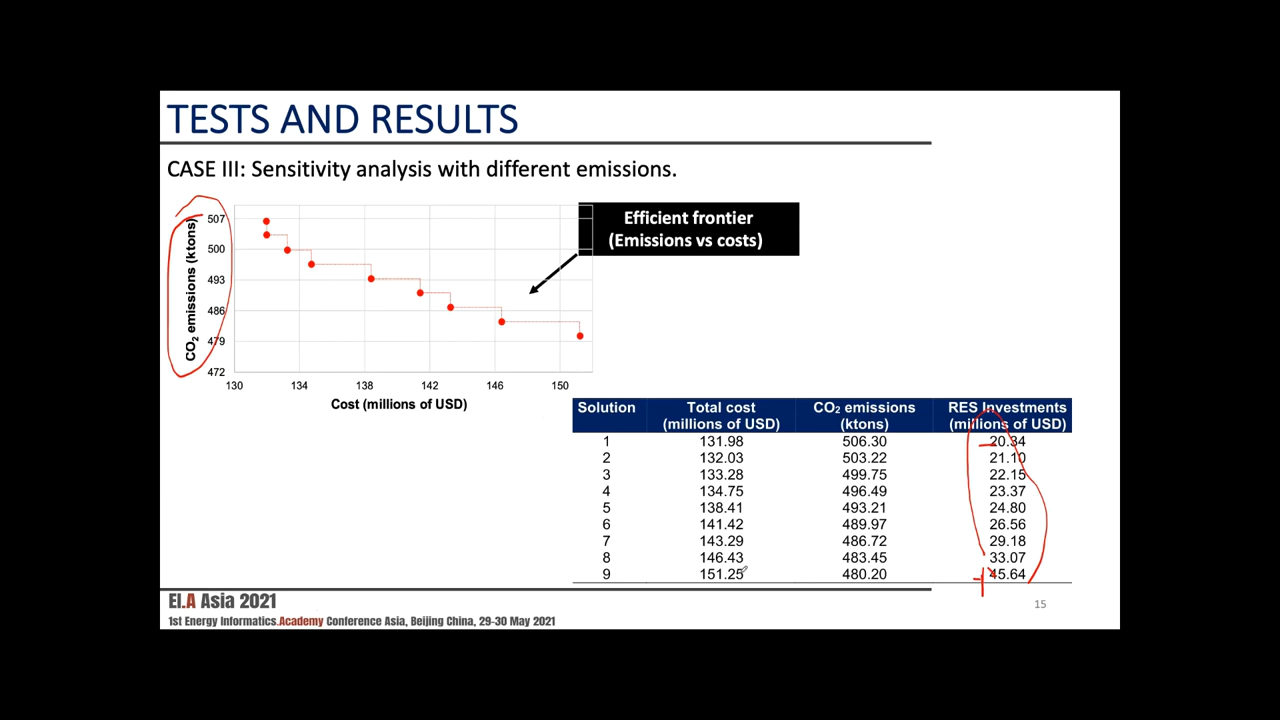 TESTS AND RESULTS
CASE III: Sensitivity analysis with different emissions.
CO₂ emissions (ktons)
507
500
493
486
479
472
130 134 138 142 146 150
Cost (millions of USD)
Efficient frontier
(Emissions vs costs)
Solution Total cost CO₂ emissions RES Investments
(millions of USD) (ktons) (millions of USD)
1 131.98 506.30 20.34
2 132.03 503.22 21.10
3 133.28 499.75 22.15
4 134.75 496.49 23.37
5 138.41 493.21 24.80
6 141.42 489.97 26.56
7 143.29 486.72 29.18
8 146.43 483.45 33.07
9 151.25 480.20 45.64
EI.A Asia 2021
15
1st Energy Informatics.Academy Conference Asia, Beijing China, 29-30 May 2021